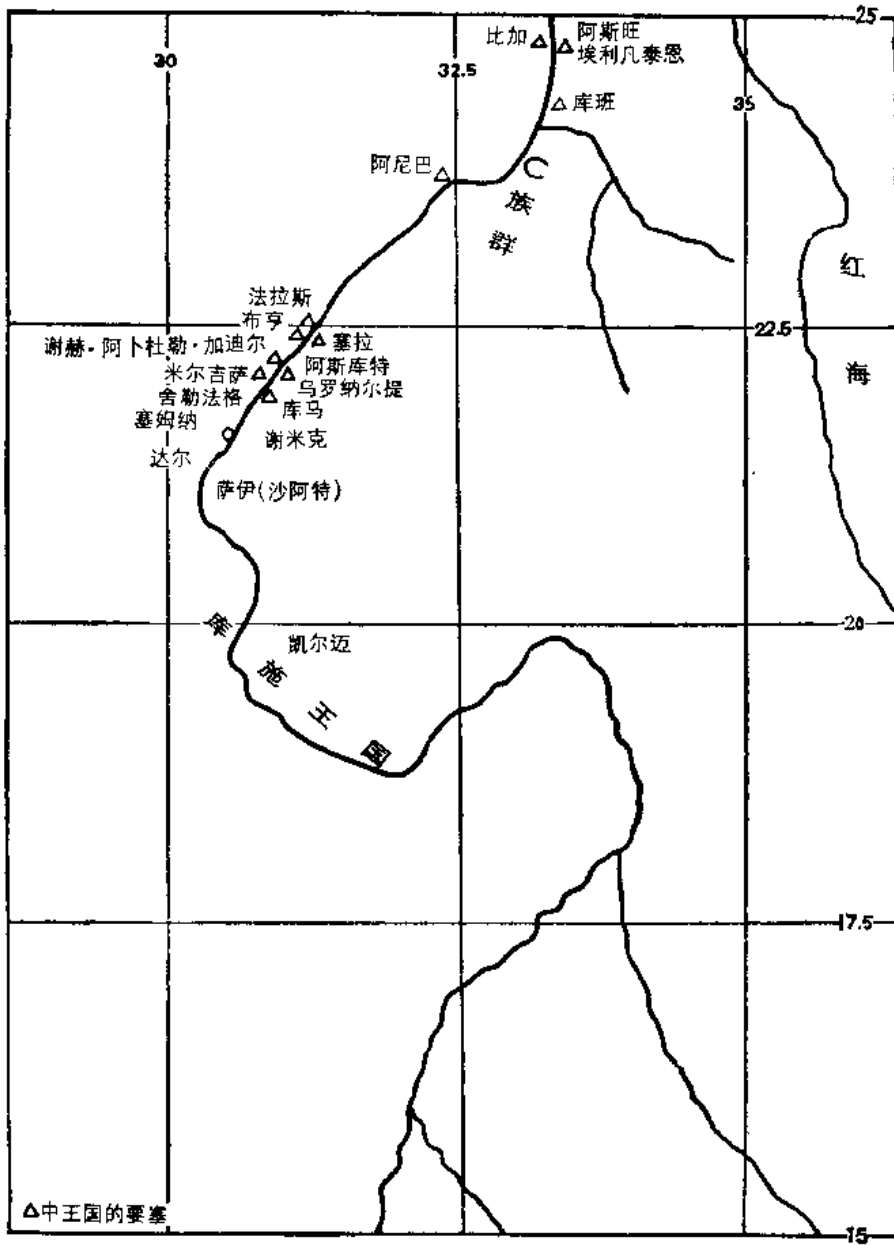 25
30
32.5
35
比加
阿斯旺
埃利凡泰恩
库班
阿尼巴
C族群
红海
法拉斯
布亨
22.5
谢赫·阿卜杜勒·加迪尔
塞拉
米尔吉萨
阿斯库特
舍勒法格
乌罗纳尔提
塞姆纳
库马
达尔
谢米克
萨伊(沙阿特)
20
库施王国
凯尔迈
17.5
△中王国的要塞
15